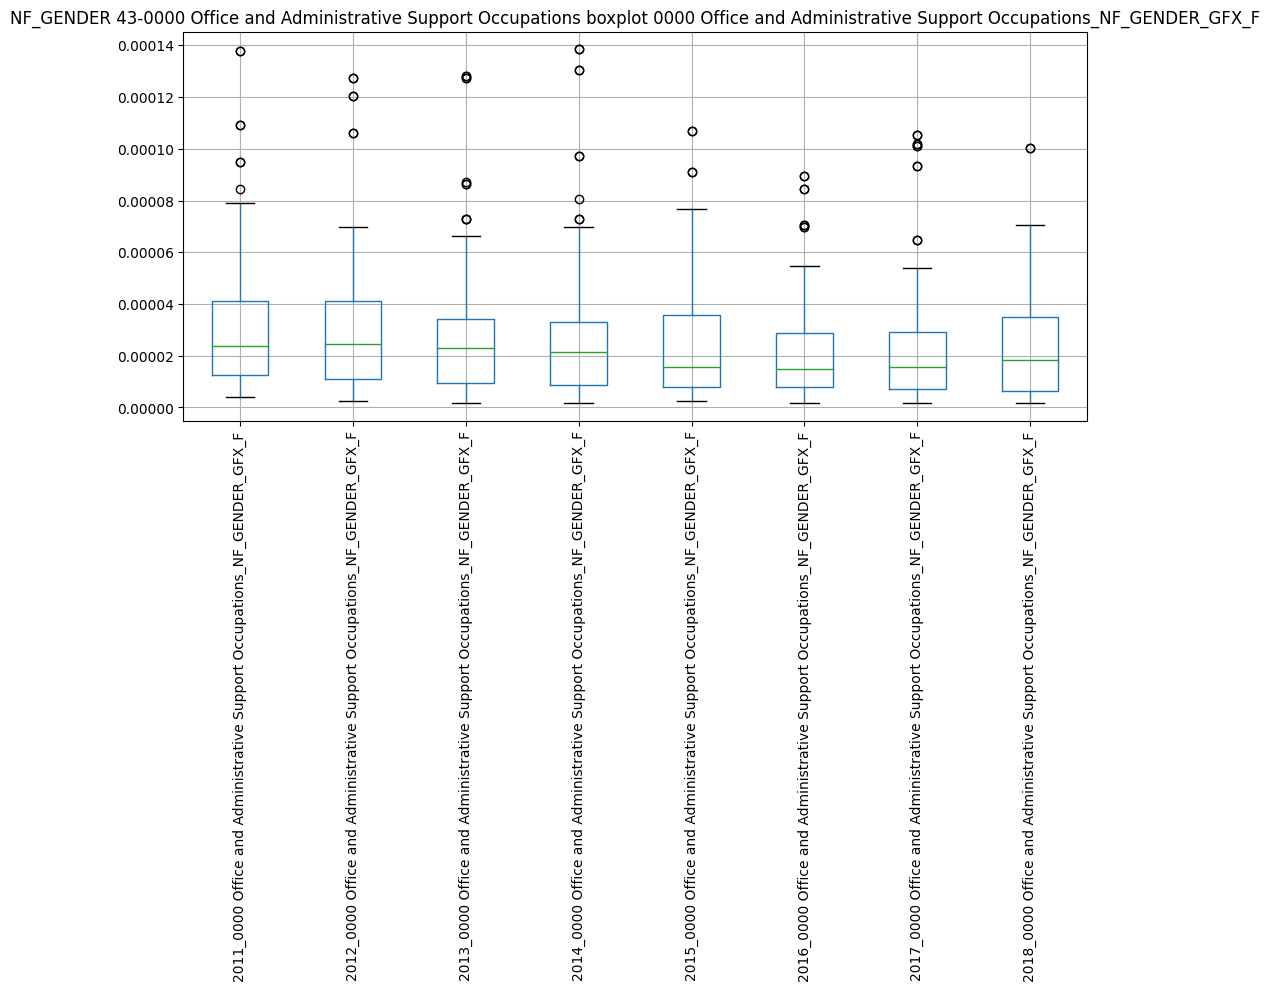 NF_GENDER 43-0000 Office and Administrative Support Occupations boxplot 0000 Office and Administrative Support Occupations_NF_GENDER_GFX_F
0.00014
0.00012
0.00010
0.00008
0.00006
0.00004
0.00002
0.00000
2011_0000 Office and Administrative Support Occupations_NF_GENDER_GFX_F
2012_0000 Office and Administrative Support Occupations_NF_GENDER_GFX_F
2013_0000 Office and Administrative Support Occupations_NF_GENDER_GFX_F
2014_0000 Office and Administrative Support Occupations_NF_GENDER_GFX_F
2015_0000 Office and Administrative Support Occupations_NF_GENDER_GFX_F
2016_0000 Office and Administrative Support Occupations_NF_GENDER_GFX_F
2017_0000 Office and Administrative Support Occupations_NF_GENDER_GFX_F
2018_0000 Office and Administrative Support Occupations_NF_GENDER_GFX_F